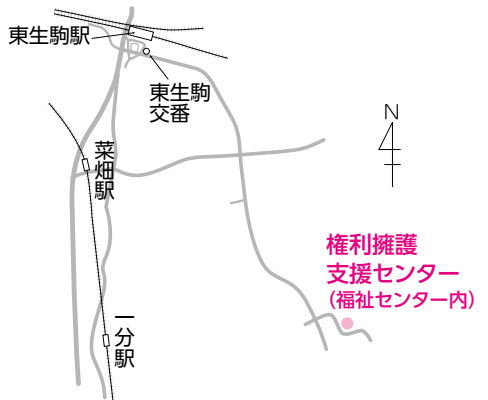 東生駒駅
東生駒
交番
N
菜畑駅
権利擁護
支援センター
（福祉センター内）
一分駅